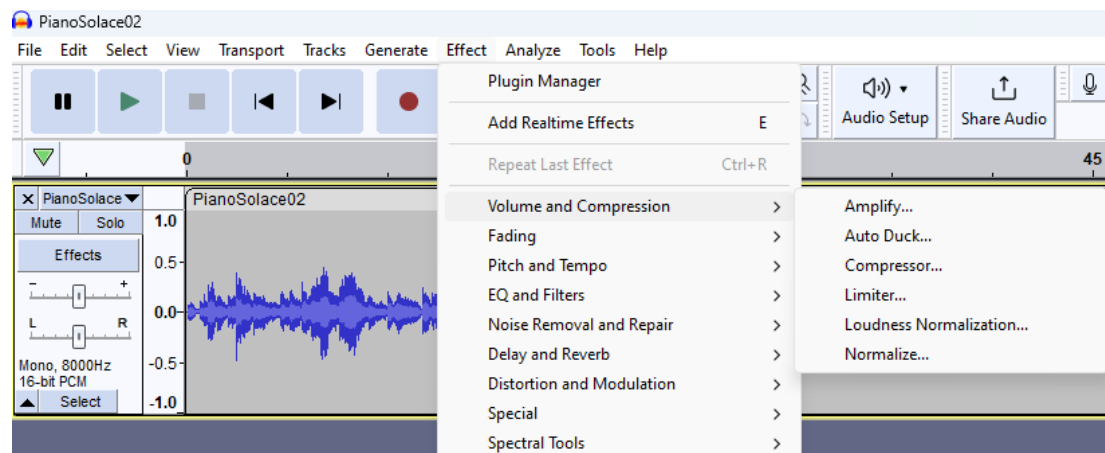 PianoSolace02
File Edit Select View Transport Tracks Generate Effect Analyze Tools Help
Audio Setup
Share Audio
0
45
PianoSolace
Mute Solo
Effects
- +
L R
Mono, 8000Hz
16-bit PCM
Select
1.0
0.5
0.0
-0.5
-1.0
PianoSolace02
Plugin Manager
Add Realtime Effects E
Repeat Last Effect Ctrl+R
Volume and Compression
Fading
Pitch and Tempo
EQ and Filters
Noise Removal and Repair
Delay and Reverb
Distortion and Modulation
Special
Spectral Tools
Amplify...
Auto Duck...
Compressor...
Limiter...
Loudness Normalization...
Normalize...